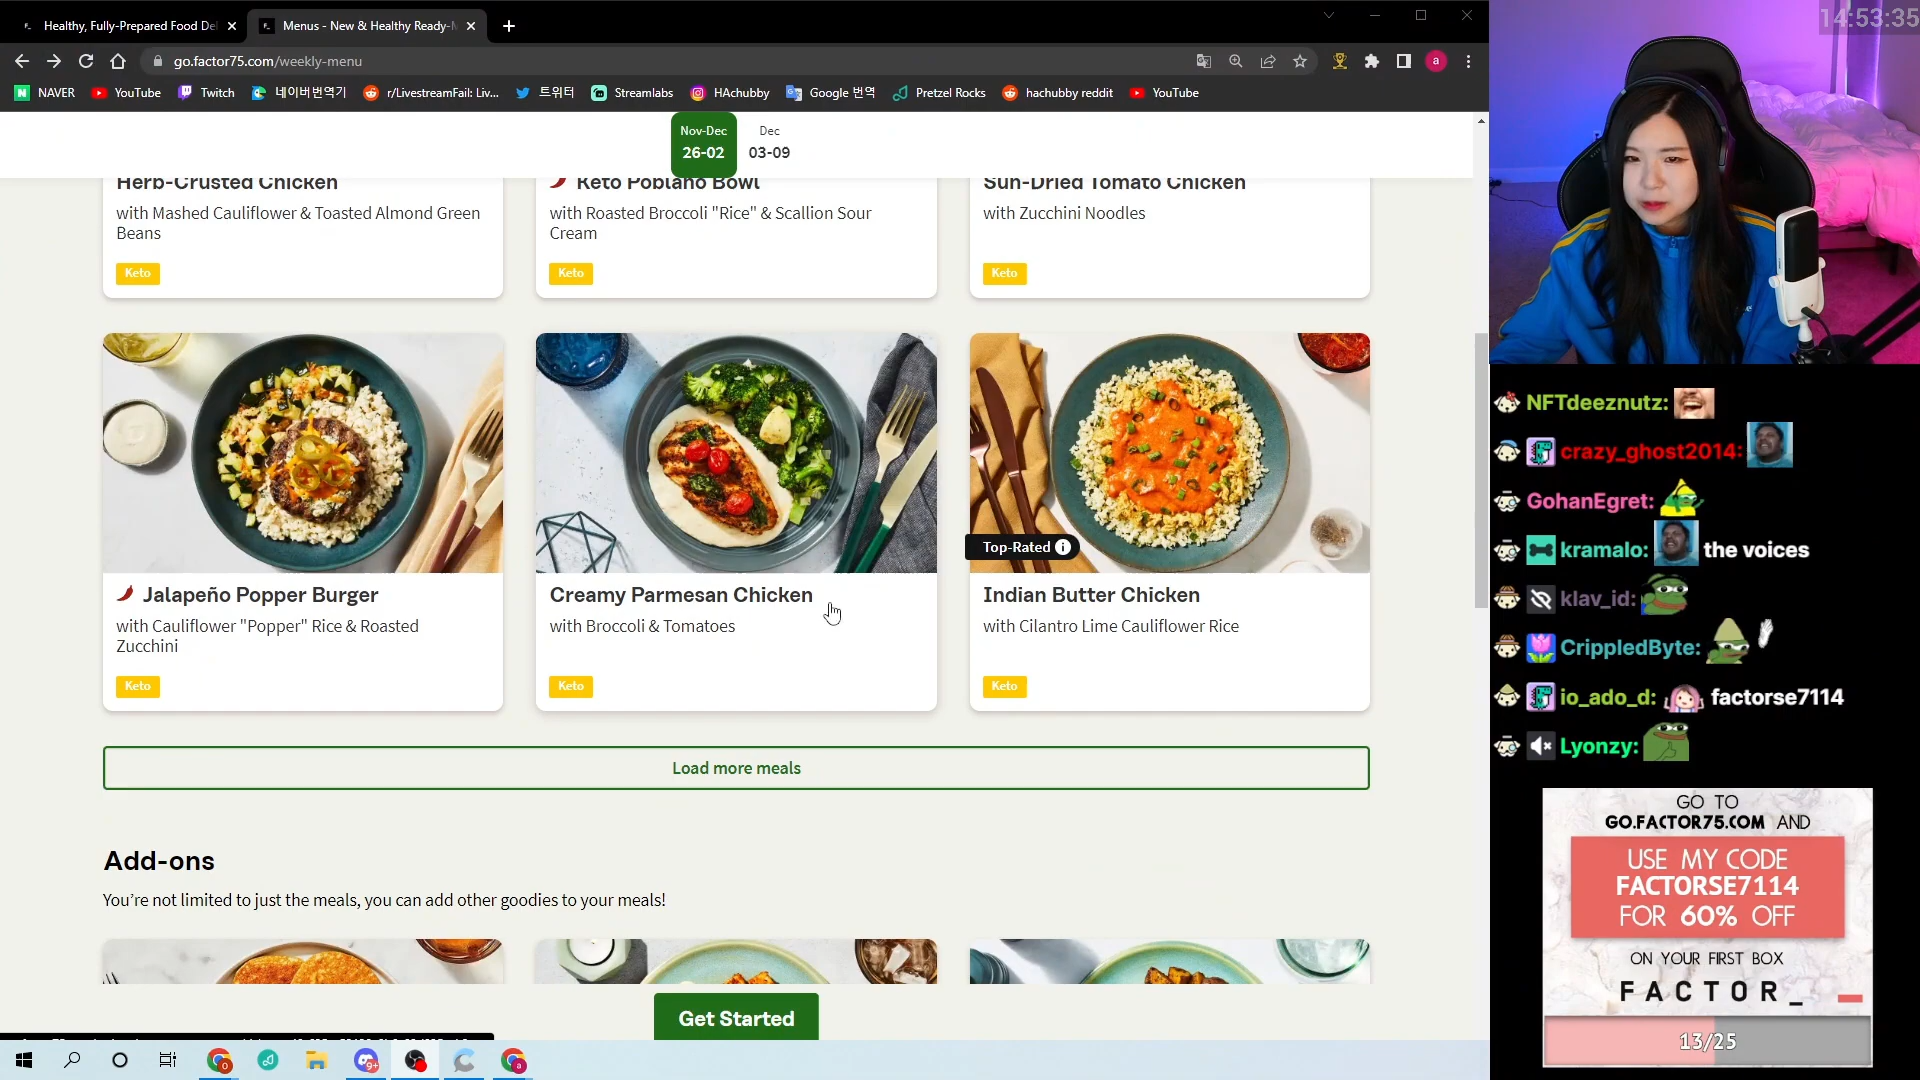 Healthy, Fully-Prepared Food De
Menus - New & Healthy Ready-M
14:53:35
go.factor75.com/weekly-menu
a
NAVER
YouTube
Twitch
네이버번역기
r/LivestreamFail: Liv...
트위터
Streamlabs
HAchubby
Google 번역
Pretzel Rocks
hachubby reddit
YouTube
Nov-Dec
26-02
Dec
03-09
Herb-Crusted Chicken
with Mashed Cauliflower & Toasted Almond Green
Beans
Keto
Keto Poblano Bowl
with Roasted Broccoli "Rice" & Scallion Sour
Cream
Keto
Sun-Dried Tomato Chicken
with Zucchini Noodles
Keto
Jalapeño Popper Burger
with Cauliflower "Popper" Rice & Roasted
Zucchini
Keto
Creamy Parmesan Chicken
with Broccoli & Tomatoes
Keto
Top-Rated
Indian Butter Chicken
with Cilantro Lime Cauliflower Rice
Keto
Load more meals
Add-ons
You’re not limited to just the meals, you can add other goodies to your meals!
Get Started
NFTdeeznutz:
crazy_ghost2014:
GohanEgret:
kramalo: the voices
klav_id:
CrippledByte:
io_ado_d: factorse7114
Lyonzy:
GO TO
GO.FACTOR75.COM AND
USE MY CODE
FACTORSE7114
FOR 60% OFF
ON YOUR FIRST BOX
FACTOR_
13/25
9+